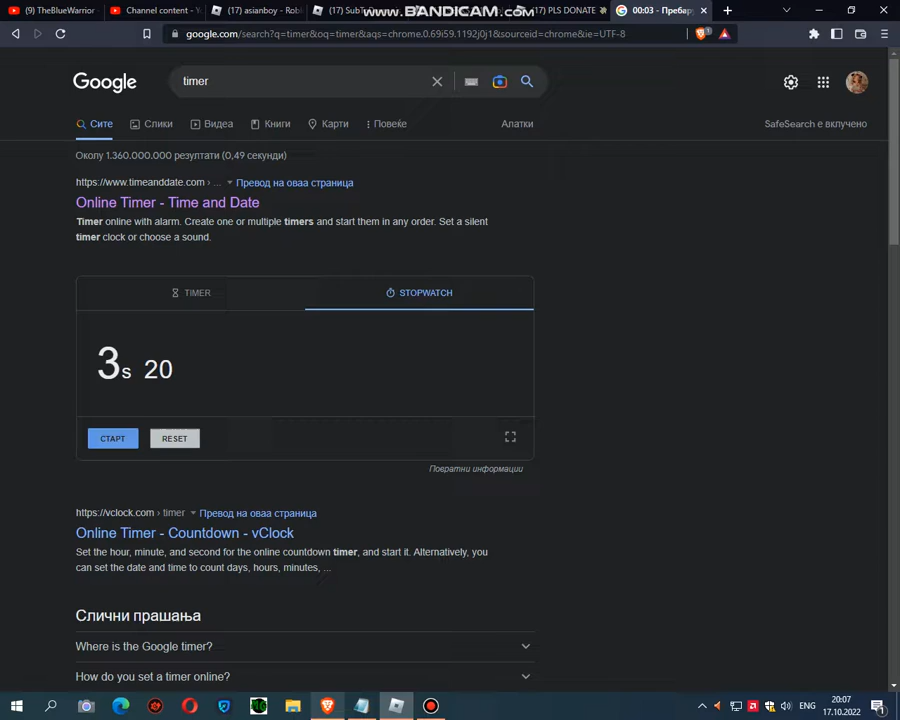 (9) TheBlueWarrior
Channel content - Y
(17) asianboy - Rob
(17) SubT
www.BANDICAM.com
(17) PLS DONATE
00:03 - Пребару
google.com/search?q=timer&oq=timer&aqs=chrome.0.69i59.1192j0j1&sourceid=chrome&ie=UTF-8
1
Google
timer
Сите
Слики
Видеа
Книги
Карти
Повеќе
Алатки
SafeSearch е вклучено
Околу 1.360.000.000 резултати (0,49 секунди)
https://www.timeanddate.com › ... Превод на оваа страница
Online Timer - Time and Date
Timer online with alarm. Create one or multiple timers and start them in any order. Set a silent
timer clock or choose a sound.
TIMER
STOPWATCH
3s 20
СТАРТ
RESET
Повратни информации
https://vclock.com › timer Превод на оваа страница
Online Timer - Countdown - vClock
Set the hour, minute, and second for the online countdown timer, and start it. Alternatively, you
can set the date and time to count days, hours, minutes, ...
Слични прашања
Where is the Google timer?
How do you set a timer online?
ENG
20:07
17.10.2022
1